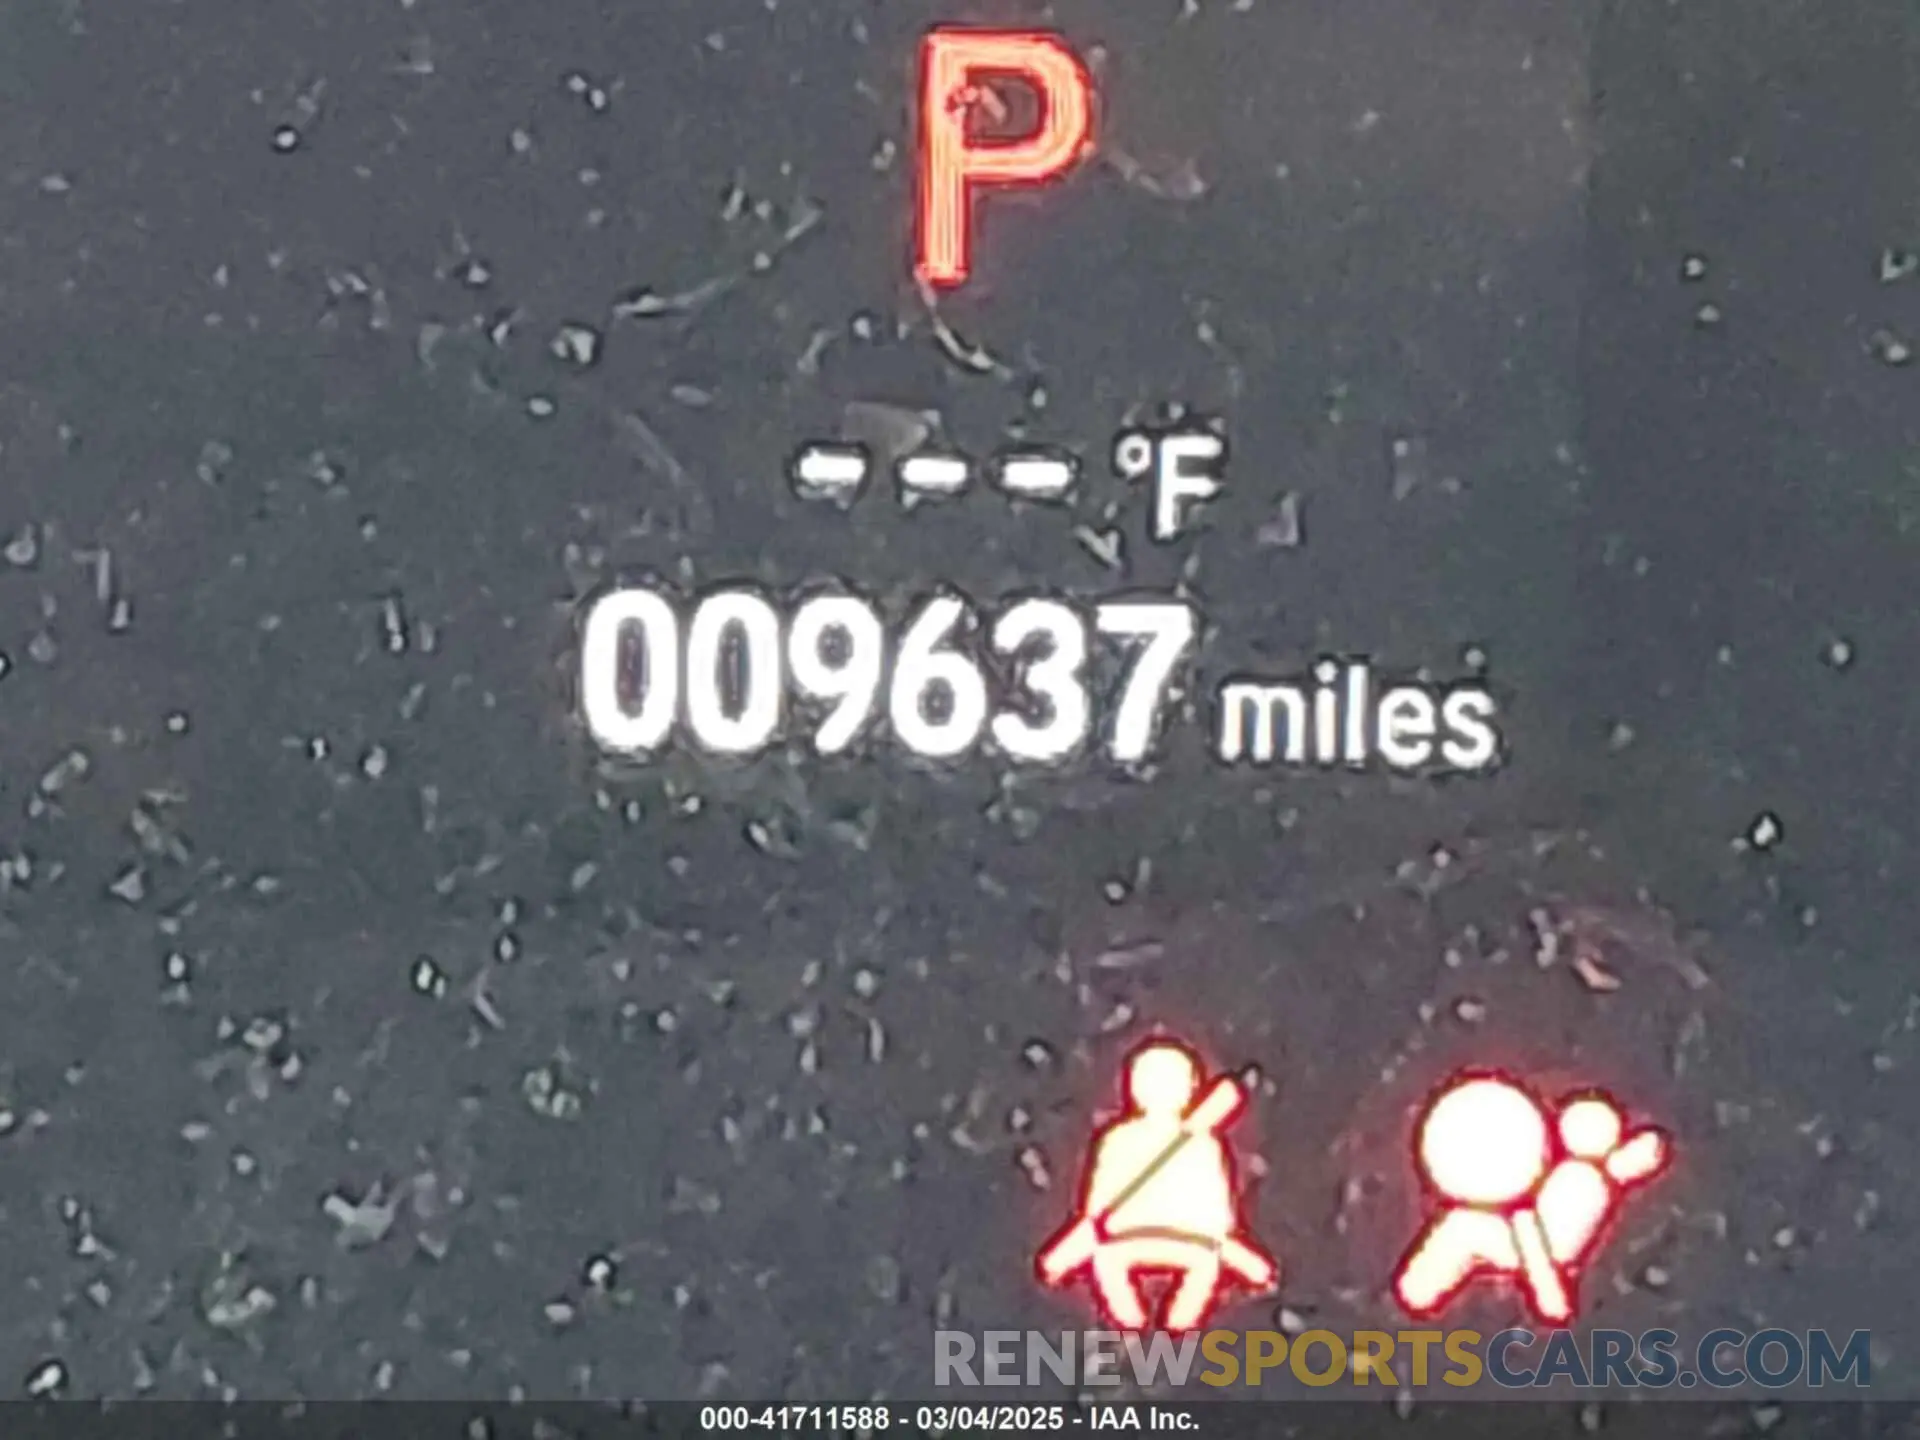 P
---°F
009637 miles
RENEWSPORTSCARS.COM
000-41711588 - 03/04/2025 - IAA Inc.